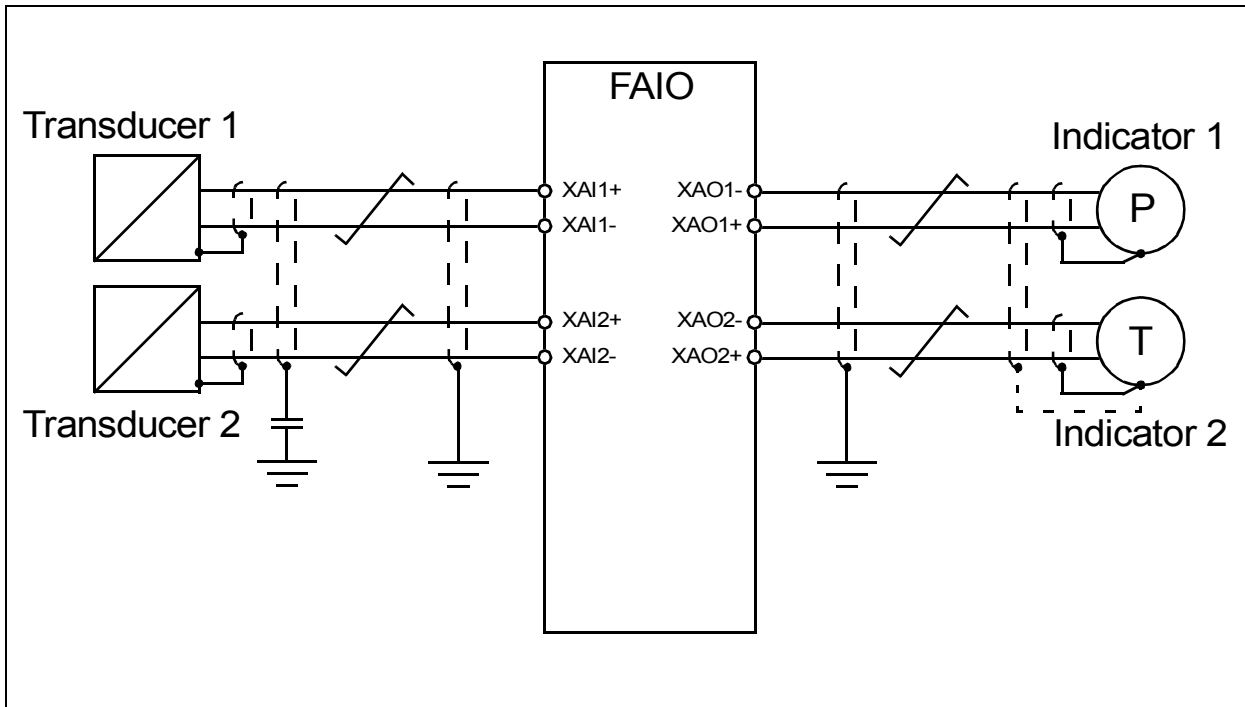 FAIO
Transducer 1
Indicator 1
XAI1+
XAO1-
P
XAI1-
XAO1+
XAI2+
XAO2-
T
XAI2-
XAO2+
Transducer 2
Indicator 2